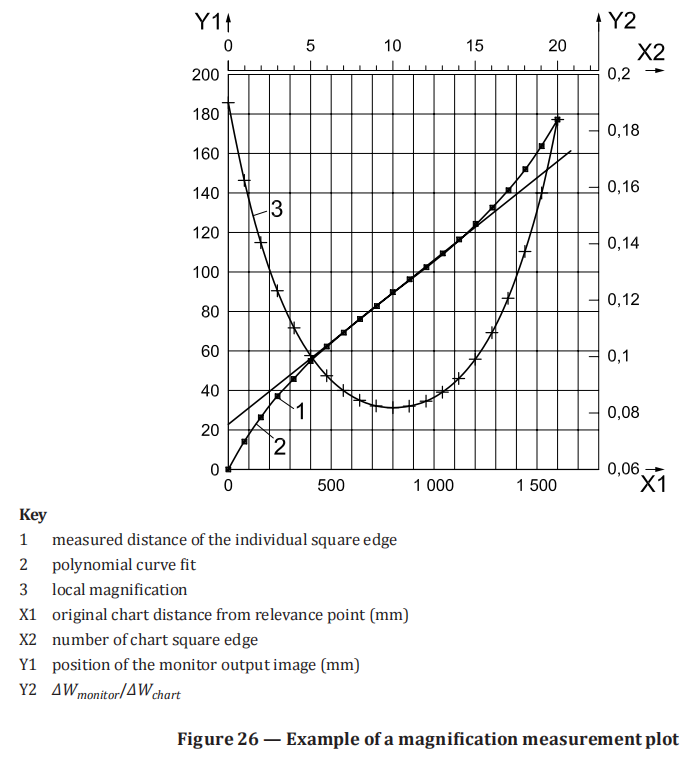 Y1
Y2
0 5 10 15 20
X2
200 0,2
180 0,18
160 0,16
140 0,14
120 0,12
100 0,1
80 0,08
60 0,06
40
20
0
3
1
2
0 500 1 000 1 500
X1
Key
1 measured distance of the individual square edge
2 polynomial curve fit
3 local magnification
X1 original chart distance from relevance point (mm)
X2 number of chart square edge
Y1 position of the monitor output image (mm)
Y2 ΔWmonitor/ΔWchart
Figure 26 — Example of a magnification measurement plot